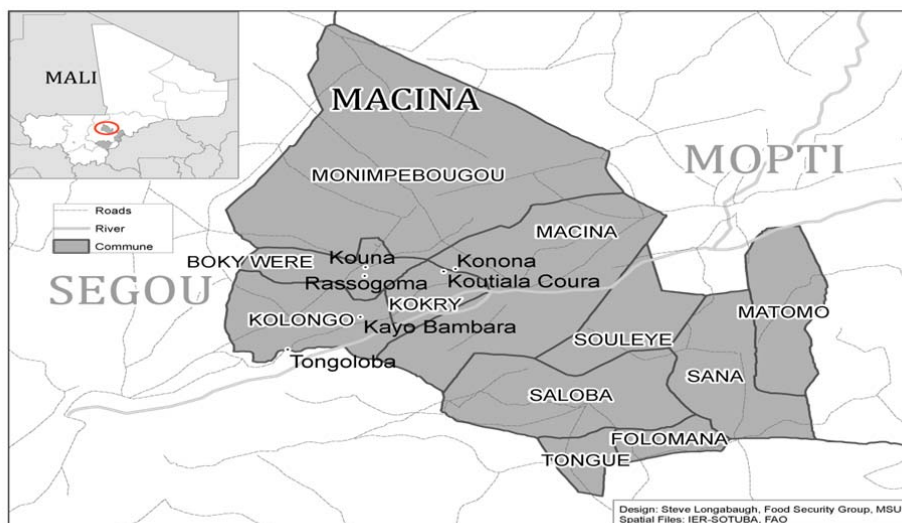 MALI
MACINA
MOPTI
MONIMPEBOUGOU
Roads
River
Commune
MACINA
BOKY WERE
Kouna
Konona
SEGOU
Rassogoma
Koutiala Coura
KOKRY
KOLONGO
Kayo Bambara
MATOMO
SOULEYE
Tongoloba
SANA
SALOBA
FOLOMANA
TONGUE
Design: Steve Longabaugh, Food Security Group, MSU
Spatial Files: IER-SOTUBA, FAO